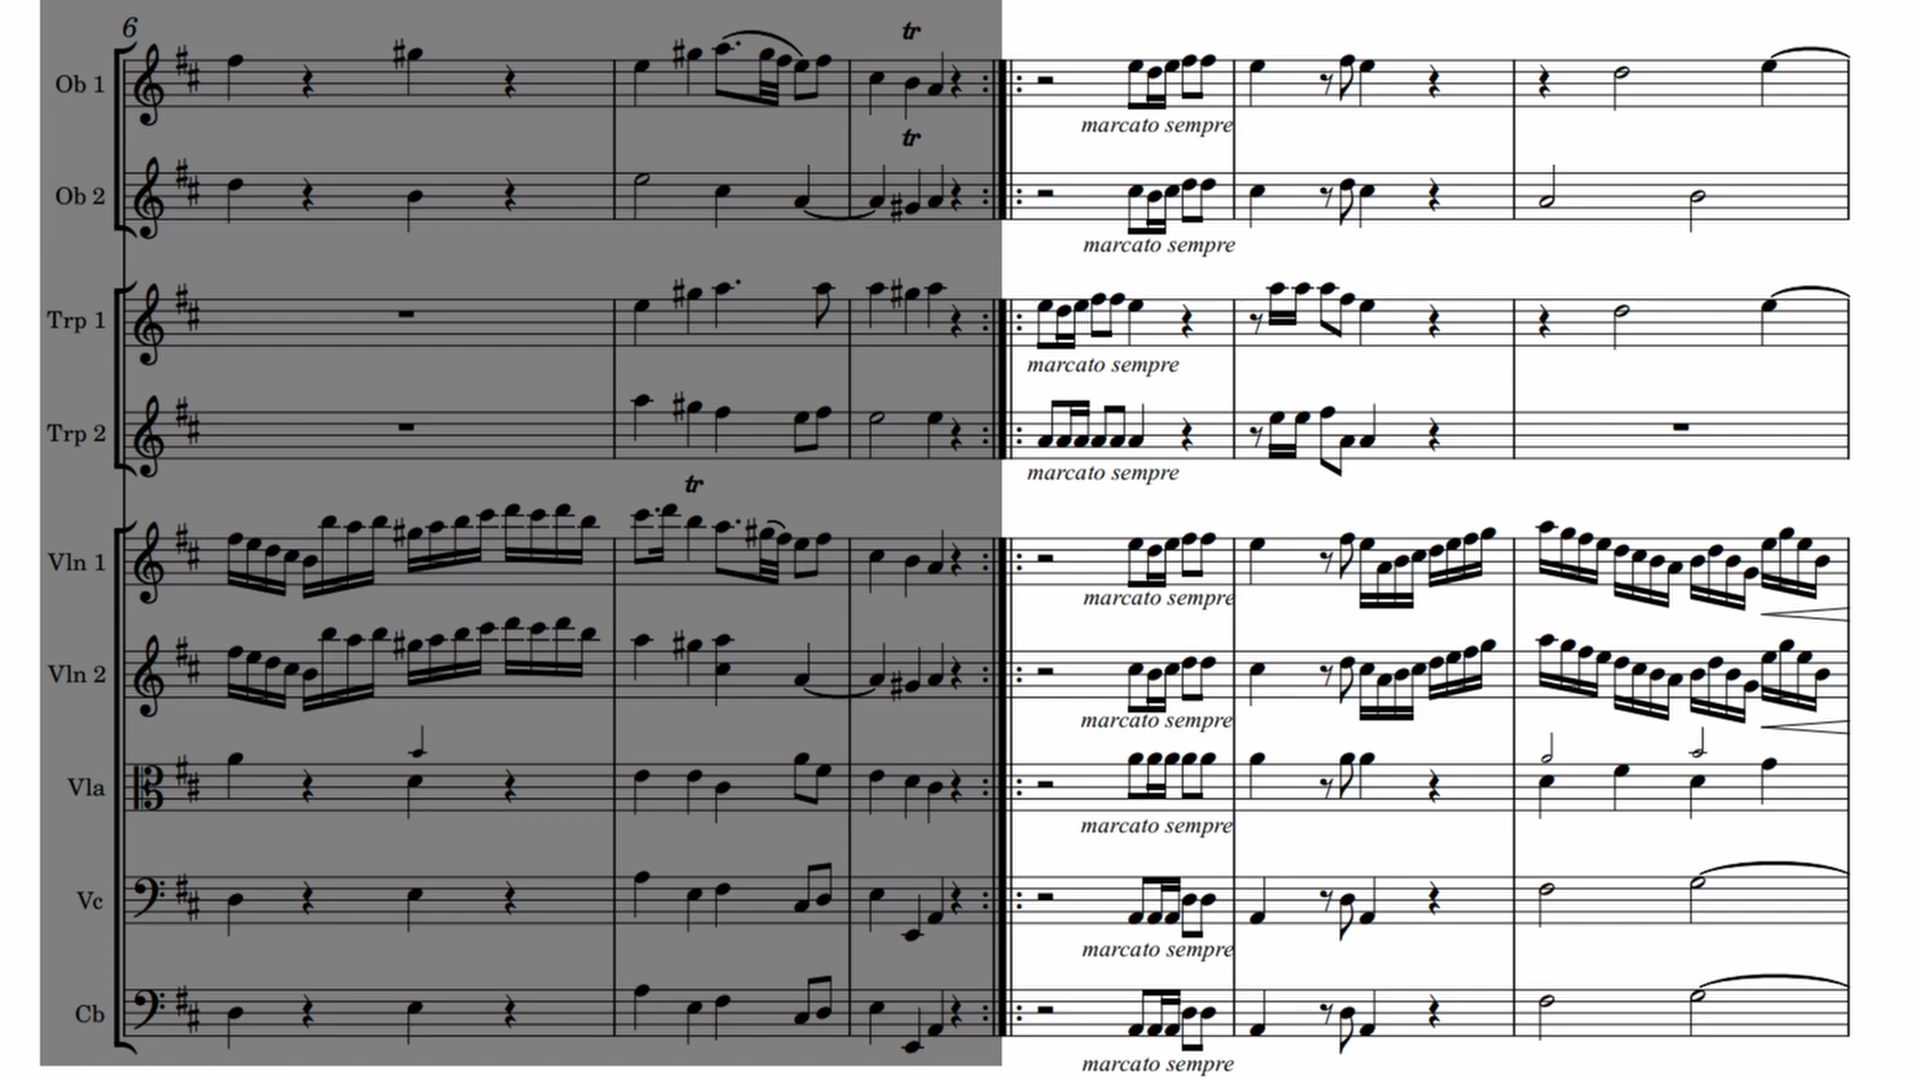 6
tr
Ob 1
marcato sempre
tr
Ob 2
marcato sempre
Trp 1
marcato sempre
Trp 2
marcato sempre
tr
Vln 1
marcato sempre
Vln 2
marcato sempre
Vla
marcato sempre
Vc
marcato sempre
Cb
marcato sempre